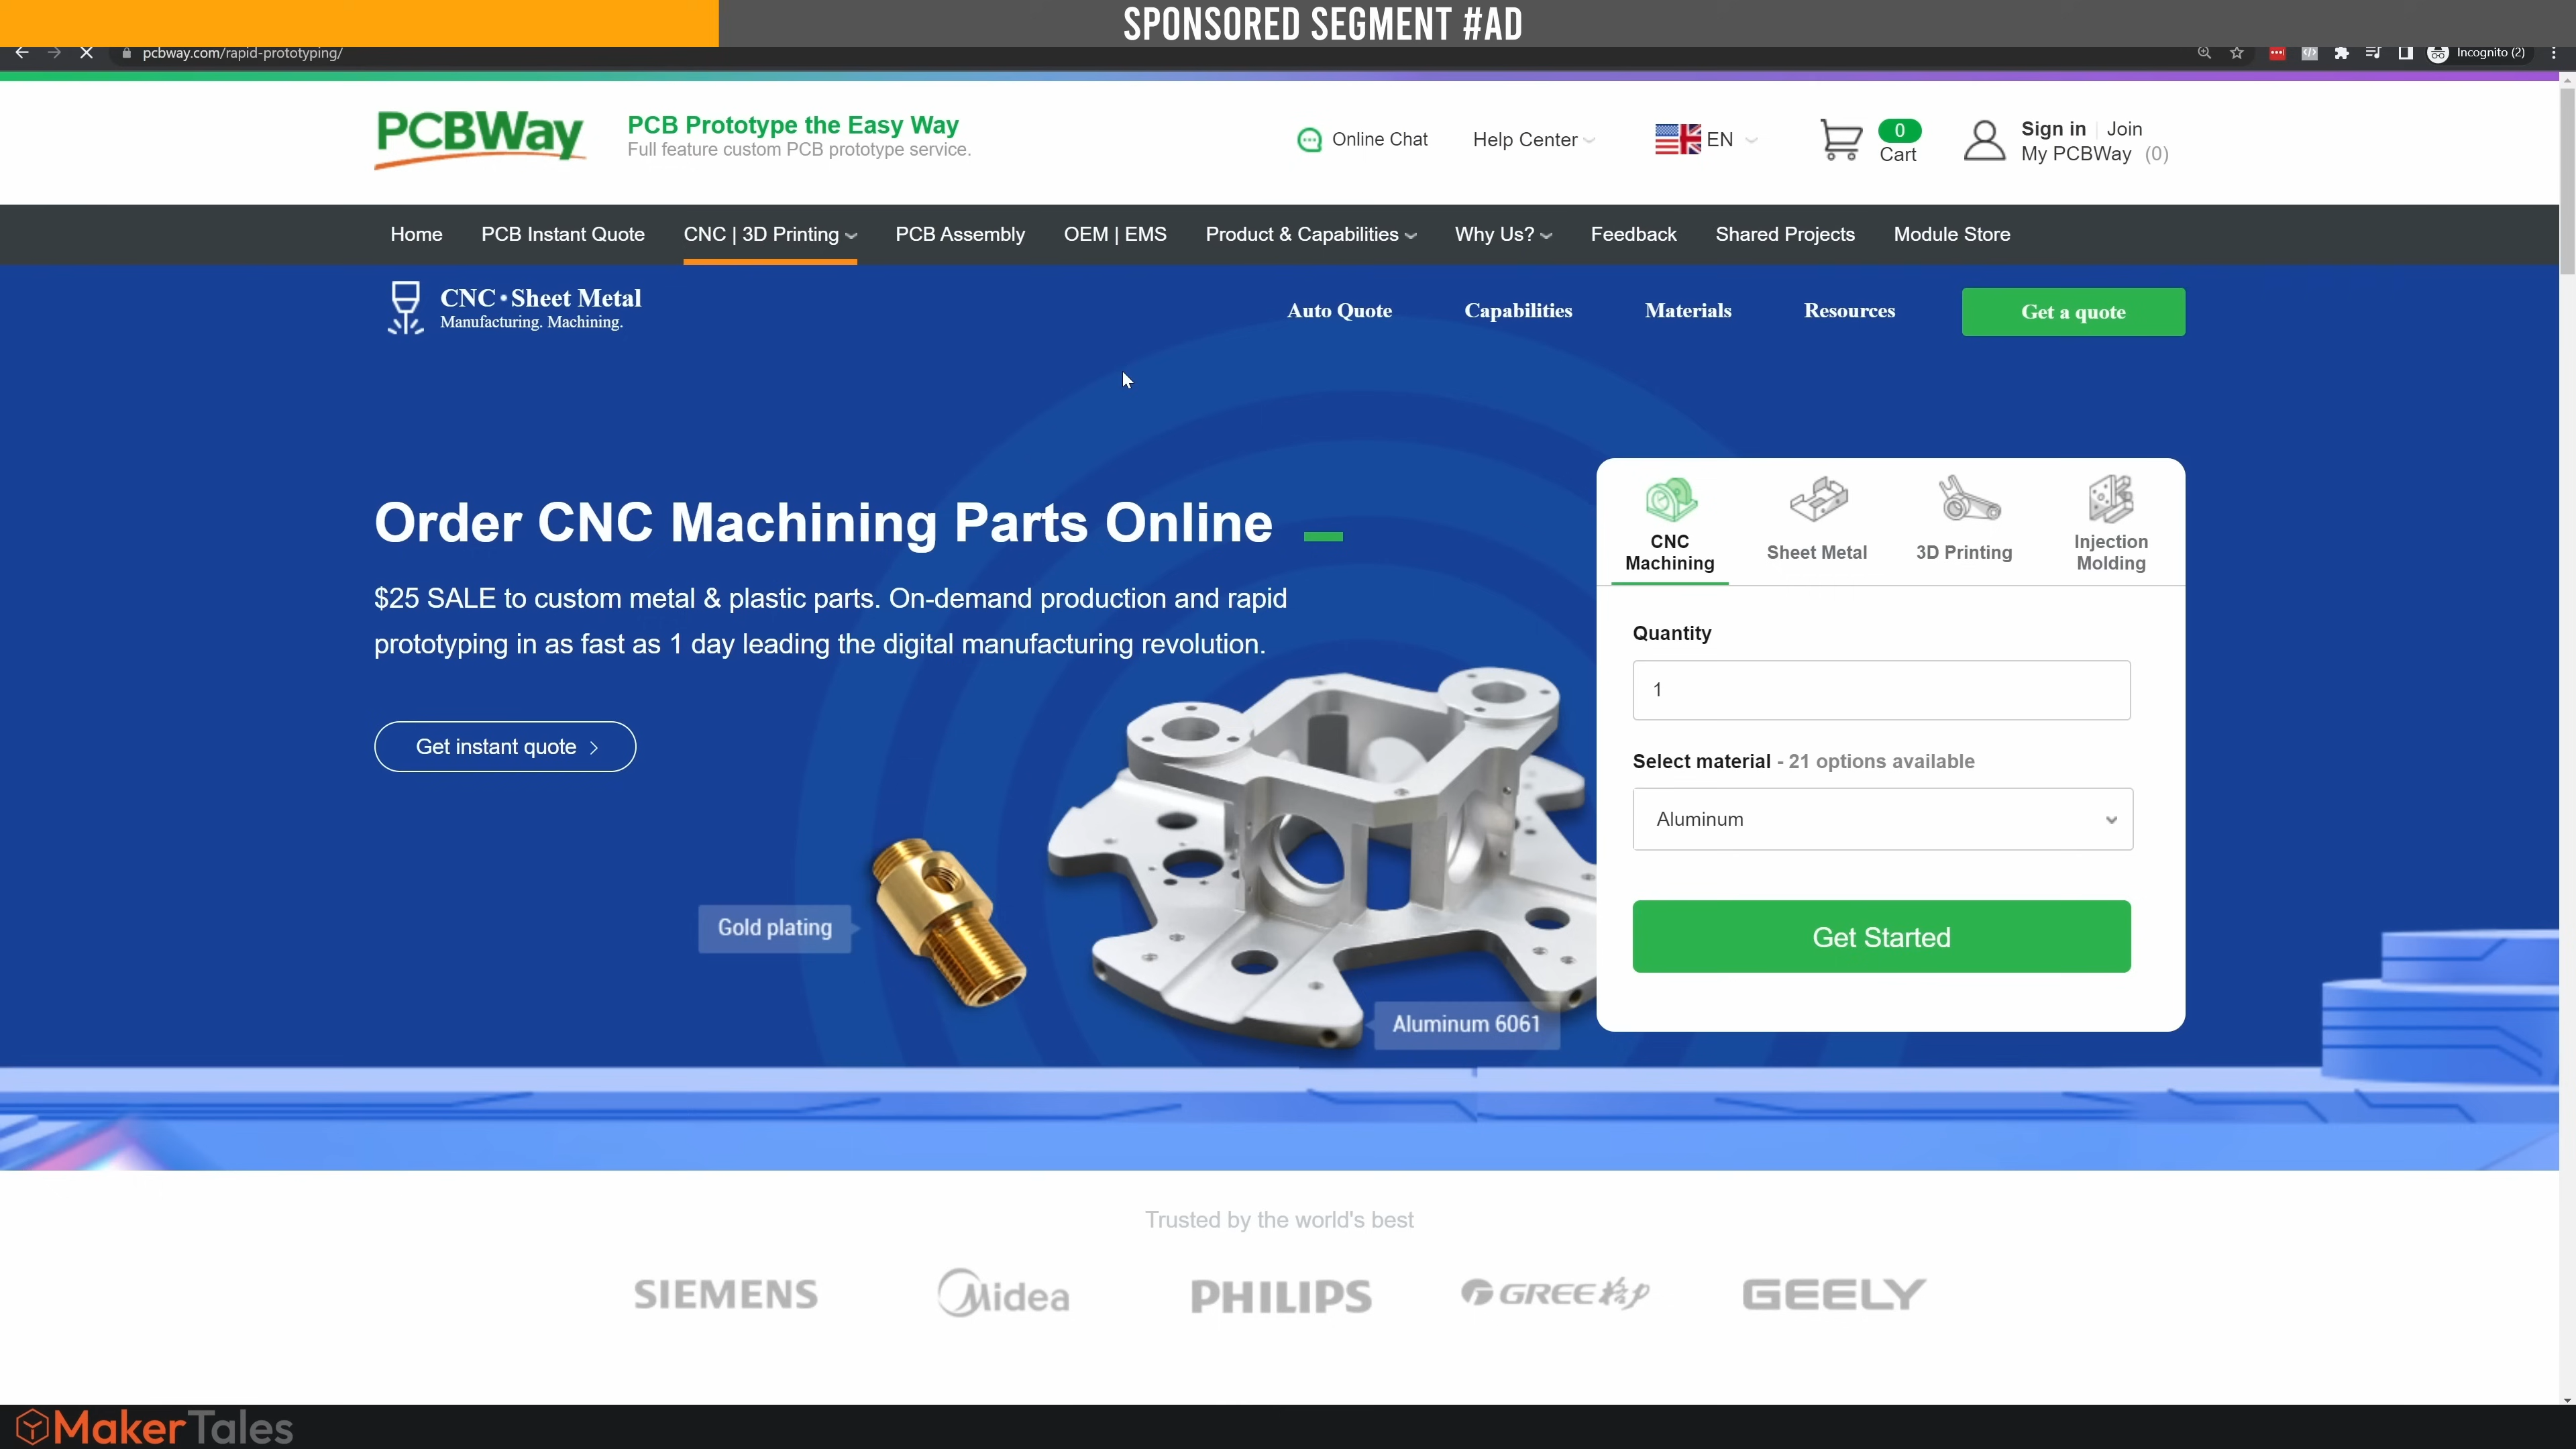 SPONSORED SEGMENT #AD
pcbway.com/rapid-prototyping/
Incognito (2)
PCBWay
PCB Prototype the Easy Way
Full feature custom PCB prototype service.
Online Chat
Help Center
EN
0
Cart
Sign in | Join
My PCBWay (0)
Home
PCB Instant Quote
CNC | 3D Printing
PCB Assembly
OEM | EMS
Product & Capabilities
Why Us?
Feedback
Shared Projects
Module Store
CNC • Sheet Metal
Manufacturing. Machining.
Auto Quote
Capabilities
Materials
Resources
Get a quote
Order CNC Machining Parts Online
$25 SALE to custom metal & plastic parts. On-demand production and rapid
prototyping in as fast as 1 day leading the digital manufacturing revolution.
Get instant quote
Gold plating
Aluminum 6061
CNC
Machining
Sheet Metal
3D Printing
Injection
Molding
Quantity
1
Select material - 21 options available
Aluminum
Get Started
Trusted by the world's best
SIEMENS
Midea
PHILIPS
GREE 格力
GEELY
MakerTales